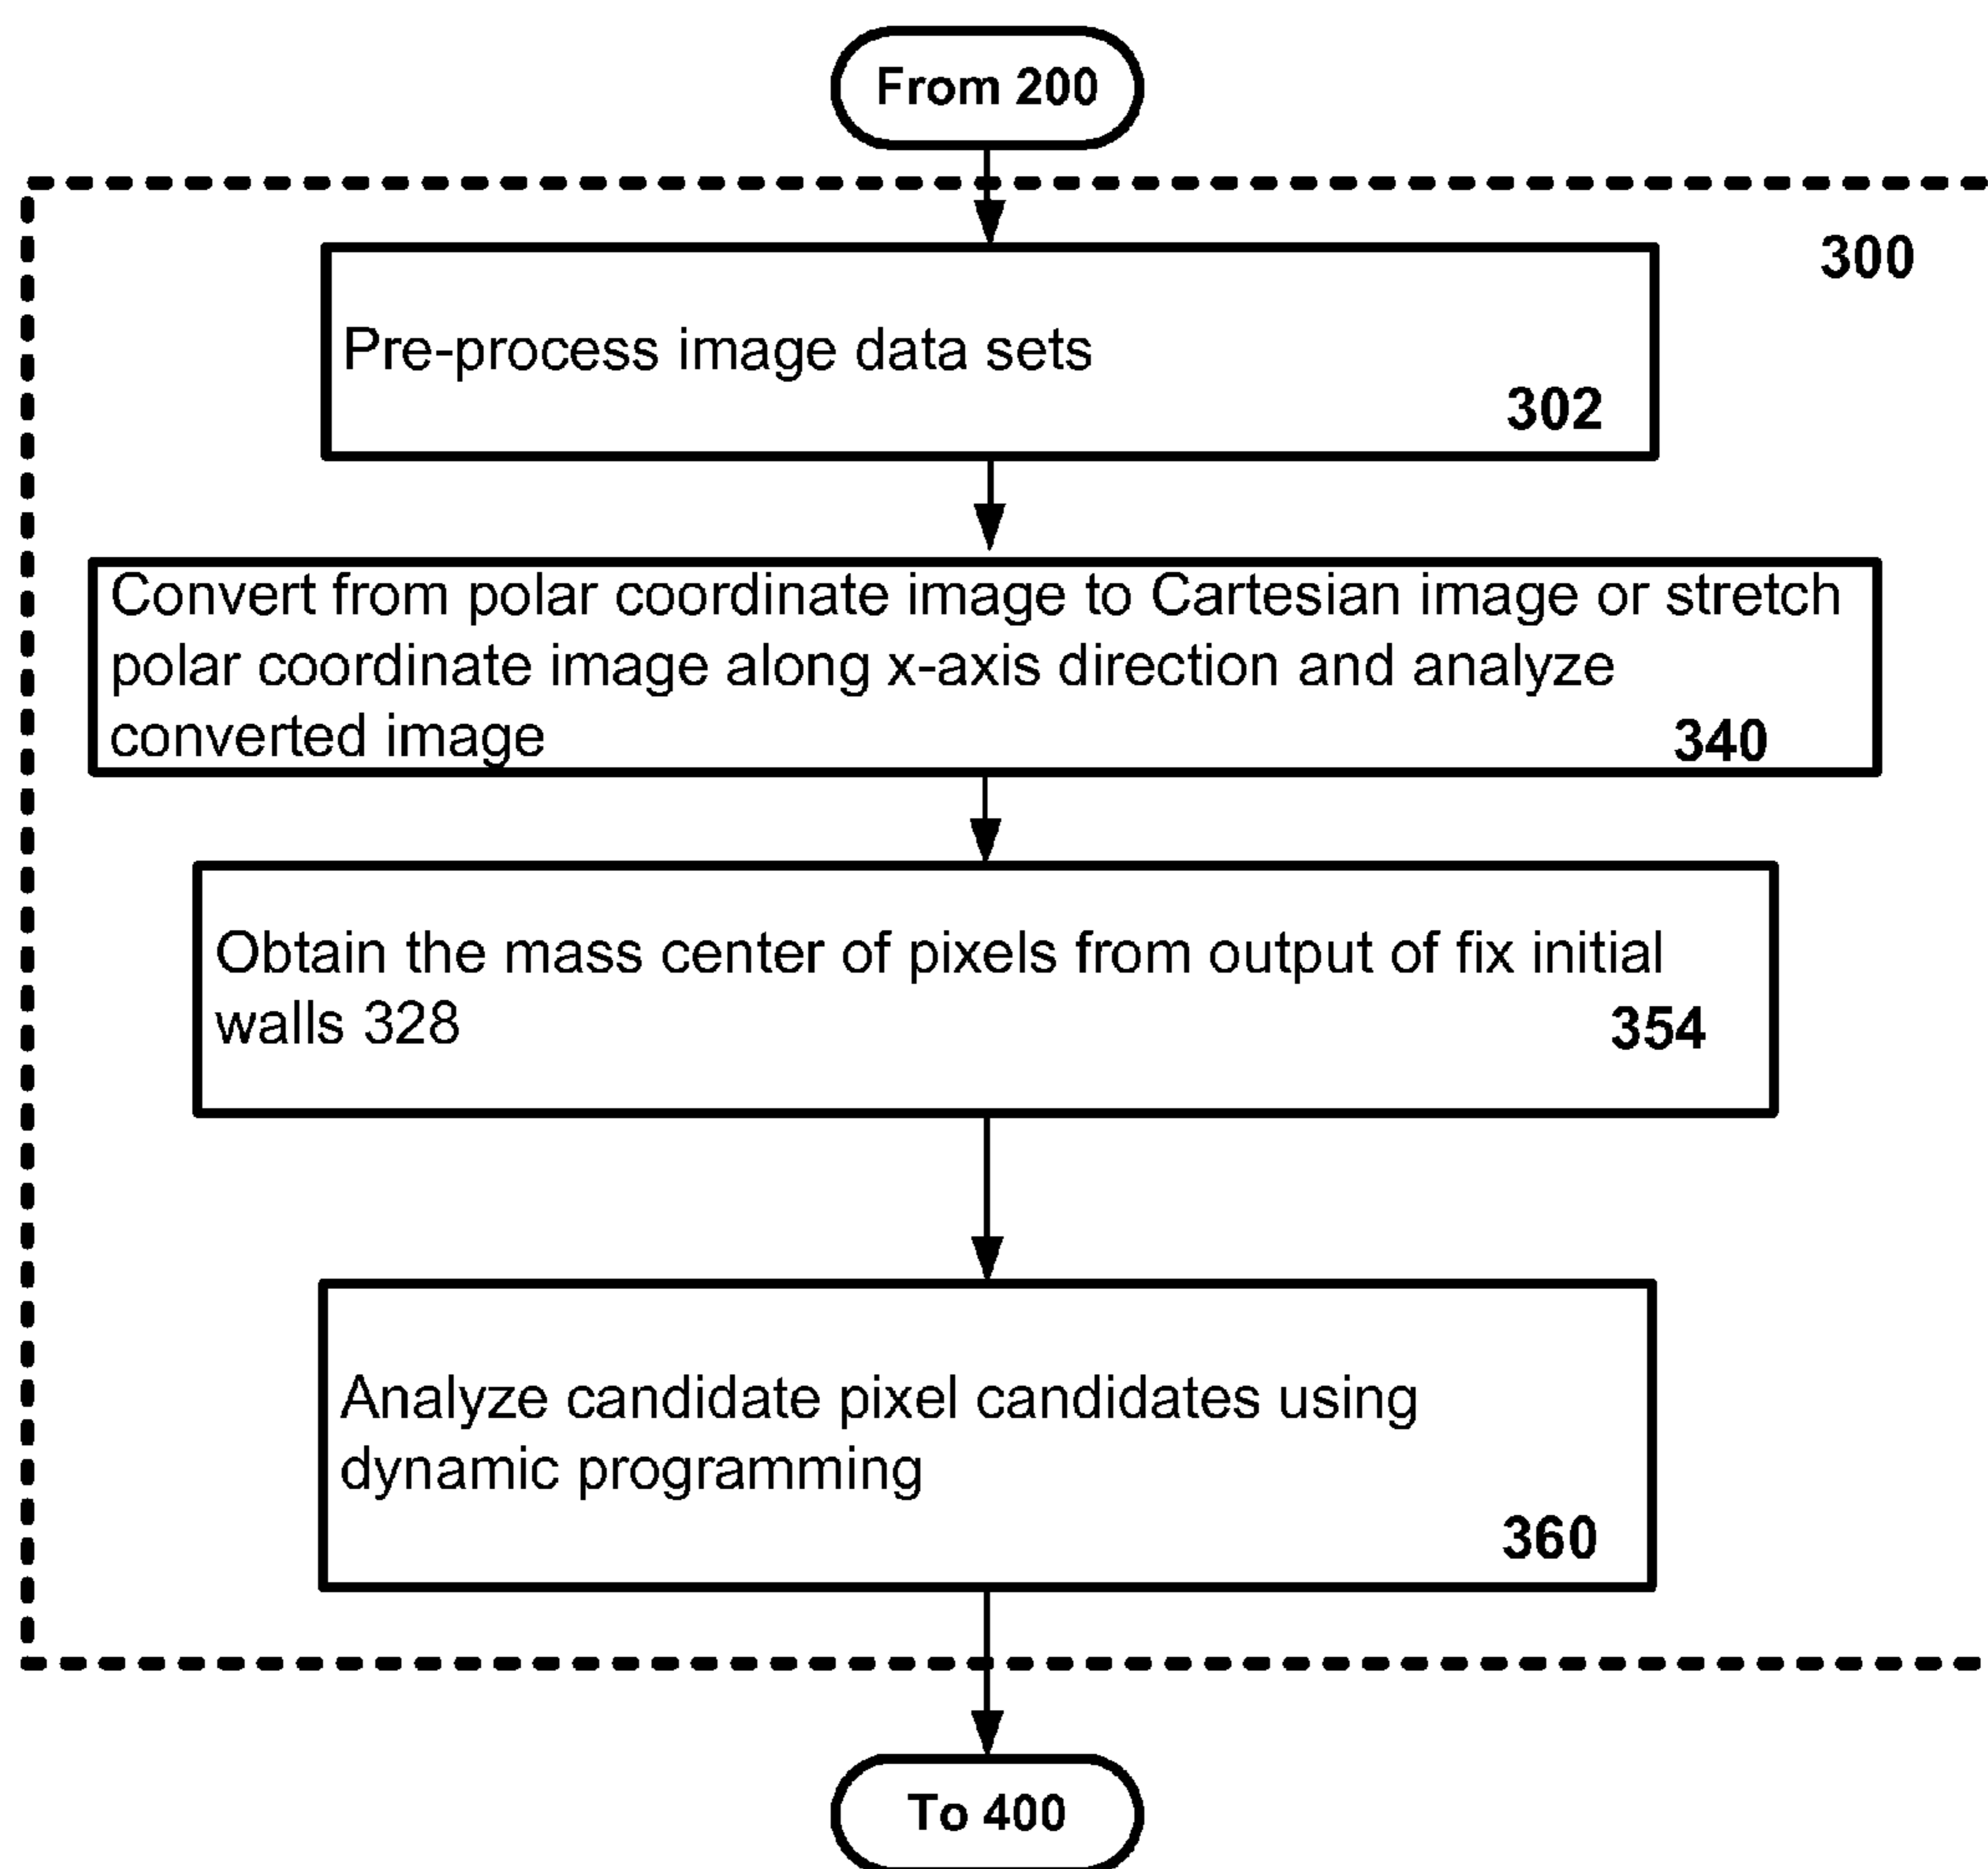 From 200
300
Pre-process image data sets
302
Convert from polar coordinate image to Cartesian image or stretch
polar coordinate image along x-axis direction and analyze
converted image
340
Obtain the mass center of pixels from output of fix initial
walls 328
354
Analyze candidate pixel candidates using
dynamic programming
360
To 400